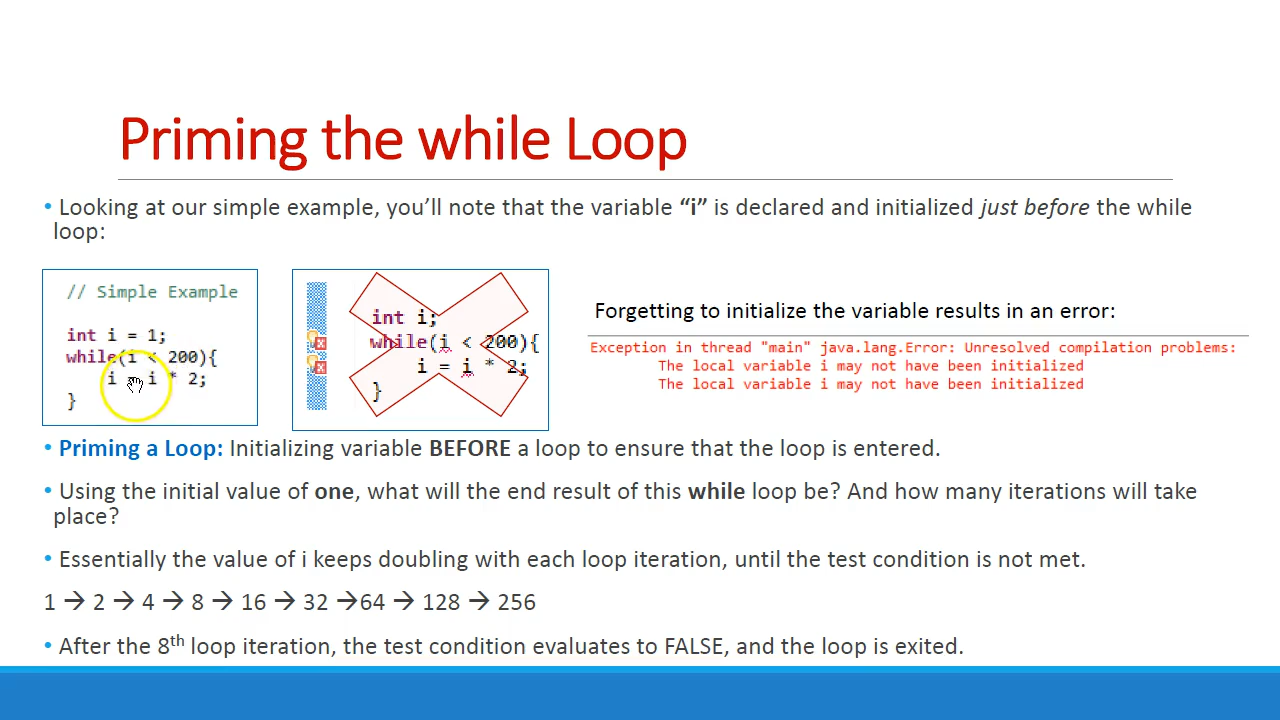 Priming the while Loop
• Looking at our simple example, you’ll note that the variable “i” is declared and initialized just before the while
loop:
// Simple Example
int i = 1;
while(i < 200){
i = i * 2;
}
int i;
while(i < 200){
i = i * 2;
}
Forgetting to initialize the variable results in an error:
Exception in thread "main" java.lang.Error: Unresolved compilation problems:
The local variable i may not have been initialized
The local variable i may not have been initialized
• Priming a Loop: Initializing variable BEFORE a loop to ensure that the loop is entered.
• Using the initial value of one, what will the end result of this while loop be? And how many iterations will take
place?
• Essentially the value of i keeps doubling with each loop iteration, until the test condition is not met.
1 → 2 → 4 → 8 → 16 → 32 →64 → 128 → 256
• After the 8th loop iteration, the test condition evaluates to FALSE, and the loop is exited.